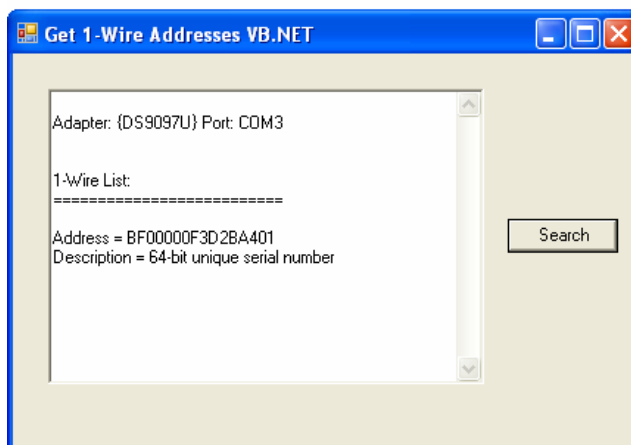 Get 1-Wire Addresses VB.NET
Adapter: {DS9097U} Port: COM3
1-Wire List:
==========================
Address = BF00000F3D2BA401
Description = 64-bit unique serial number
Search